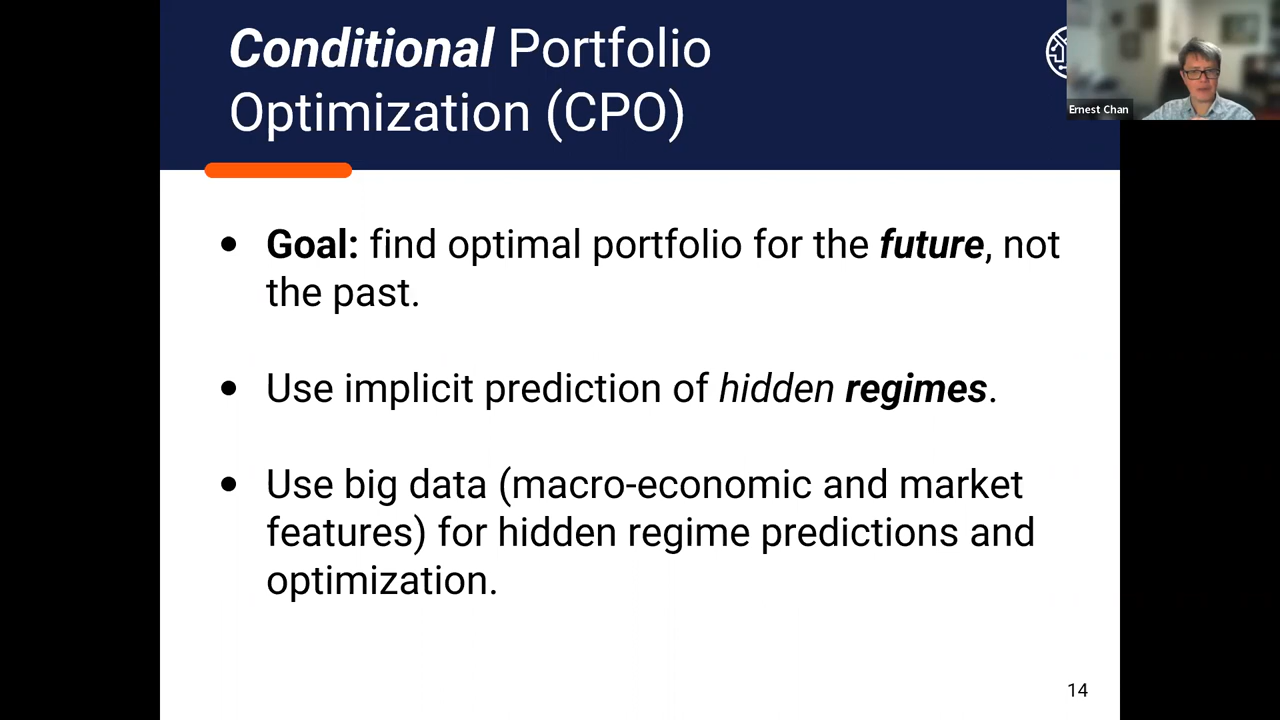 Conditional Portfolio
Optimization (CPO)
Ernest Chan
● Goal: find optimal portfolio for the future, not
the past.
● Use implicit prediction of hidden regimes.
● Use big data (macro-economic and market
features) for hidden regime predictions and
optimization.
14